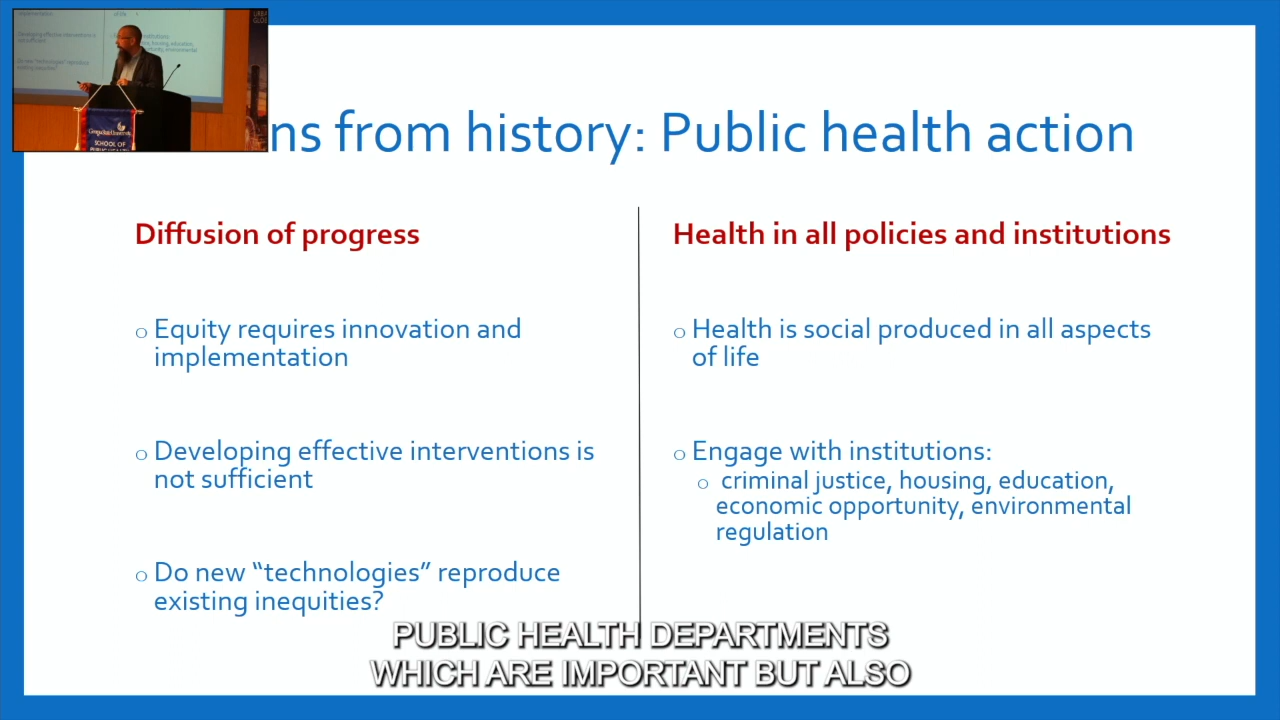 ns from history: Public health action
Diffusion of progress
Equity requires innovation and
implementation
Developing effective interventions is
not sufficient
Do new “technologies” reproduce
existing inequities?
Health in all policies and institutions
Health is social produced in all aspects
of life
Engage with institutions:
criminal justice, housing, education,
economic opportunity, environmental
regulation
PUBLIC HEALTH DEPARTMENTS
WHICH ARE IMPORTANT BUT ALSO
SCHOOL OF